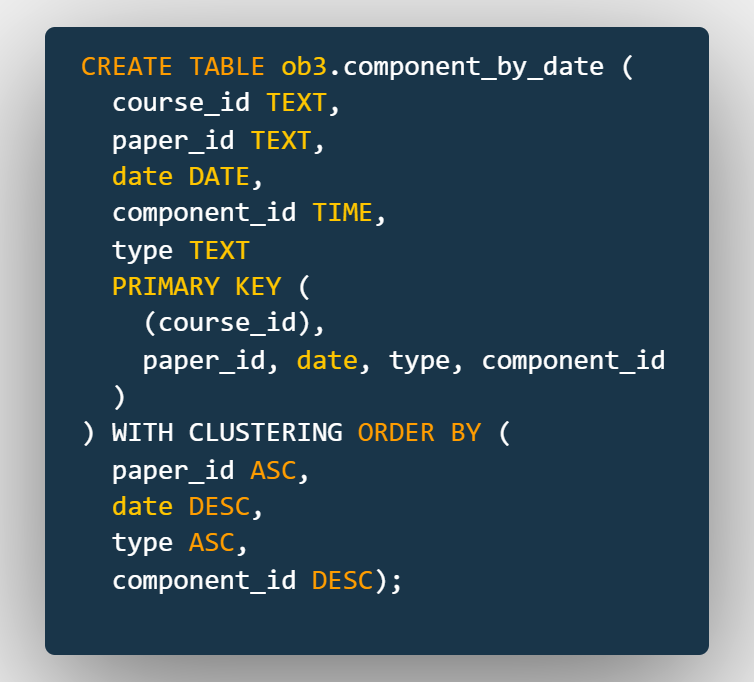 CREATE TABLE ob3.component_by_date (
  course_id TEXT,
  paper_id TEXT,
  date DATE,
  component_id TIME,
  type TEXT
  PRIMARY KEY (
    (course_id),
    paper_id, date, type, component_id
  )
) WITH CLUSTERING ORDER BY (
  paper_id ASC,
  date DESC,
  type ASC,
  component_id DESC);